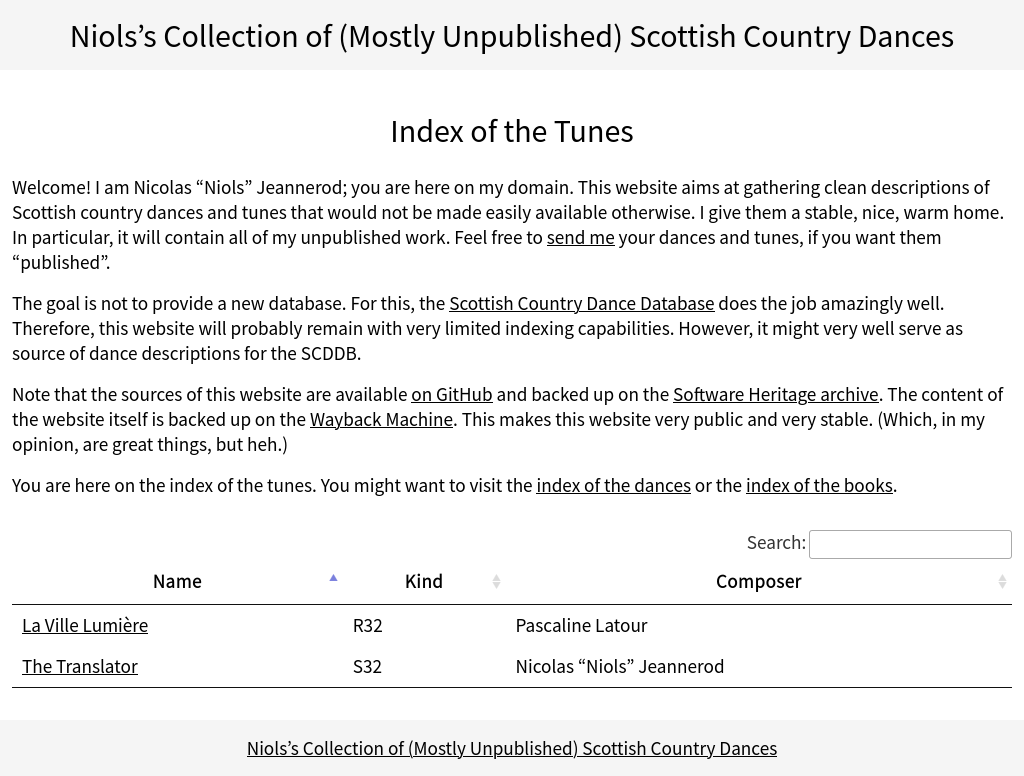 Niols’s Collection of (Mostly Unpublished) Scottish Country Dances
Index of the Tunes
Welcome! I am Nicolas “Niols” Jeannerod; you are here on my domain. This website aims at gathering clean descriptions of
Scottish country dances and tunes that would not be made easily available otherwise. I give them a stable, nice, warm home.
In particular, it will contain all of my unpublished work. Feel free to send me your dances and tunes, if you want them
“published”.
The goal is not to provide a new database. For this, the Scottish Country Dance Database does the job amazingly well.
Therefore, this website will probably remain with very limited indexing capabilities. However, it might very well serve as
source of dance descriptions for the SCDDB.
Note that the sources of this website are available on GitHub and backed up on the Software Heritage archive. The content of
the website itself is backed up on the Wayback Machine. This makes this website very public and very stable. (Which, in my
opinion, are great things, but heh.)
You are here on the index of the tunes. You might want to visit the index of the dances or the index of the books.
Search:
Name Kind Composer
La Ville Lumière R32 Pascaline Latour
The Translator S32 Nicolas “Niols” Jeannerod
Niols’s Collection of (Mostly Unpublished) Scottish Country Dances